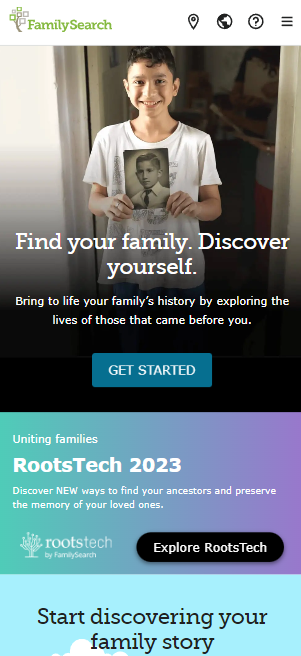 FamilySearch
Find your family. Discover
yourself.
Bring to life your family's history by exploring the
lives of those that came before you.
GET STARTED
Uniting families
RootsTech 2023
Discover NEW ways to find your ancestors and preserve
the memory of your loved ones.
rootstech
by FamilySearch
Explore RootsTech
Start discovering your
family story